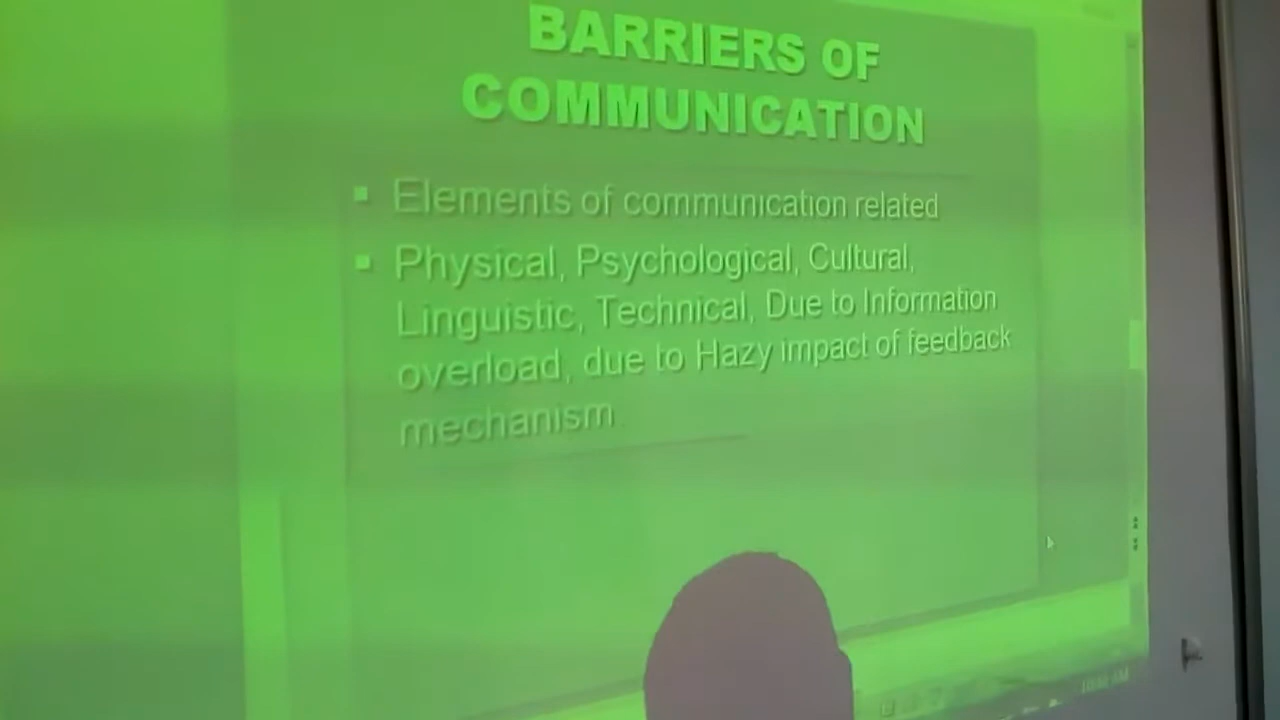 BARRIERS OF
COMMUNICATION
▪ Elements of communication related
▪ Physical, Psychological, Cultural,
Linguistic, Technical, Due to Information
overload, due to Hazy impact of feedback
mechanism